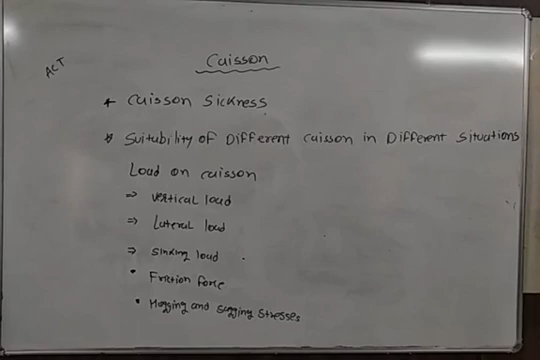 ACT
Caisson
Caisson Sickness
Suitability of Different Caisson in Different Situations
Load on caisson
⇒ vertical load
⇒ Lateral load
⇒ Sinking load
• Friction force
• Hogging and Sagging Stresses